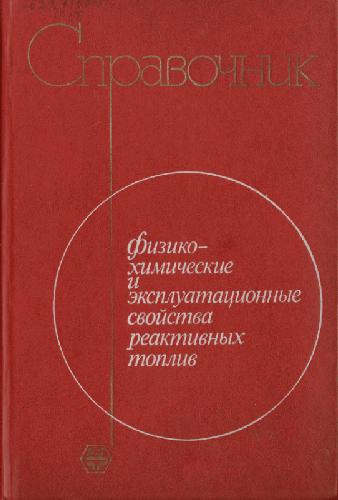 Справочник
физико-
химические
и
эксплуатационные
свойства
реактивных
топлив